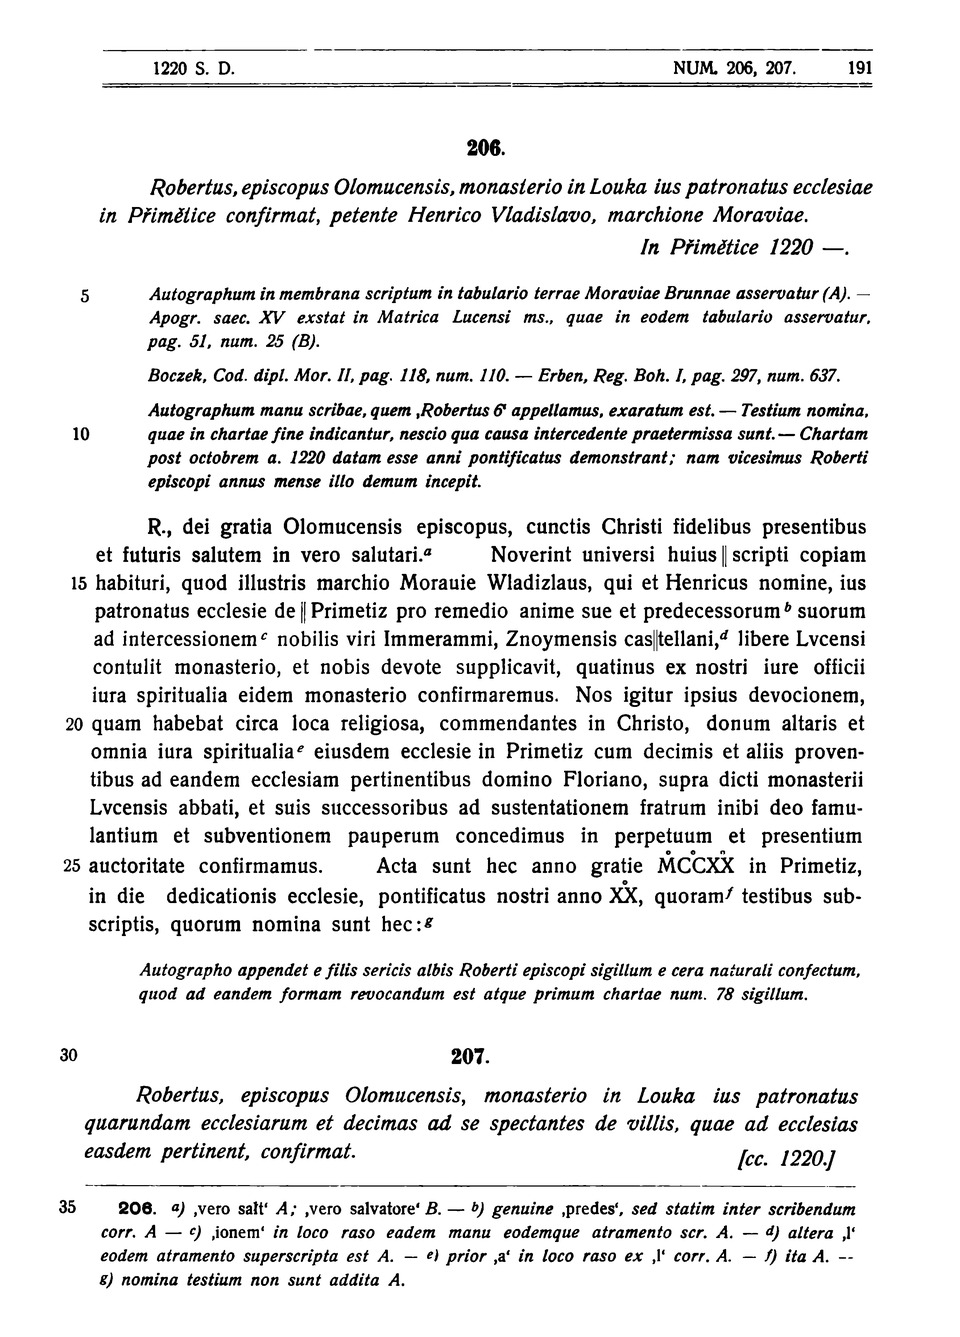 1220 S. D. NUM. 206, 207. 191
206.
Robertus, episcopus Olomucensis, monasterio in Louka ius patronatus ecclesiae
in Přimětice confirmat, petente Henrico Vladislavo, marchione Moraviae.
In Přimětice 1220 —.
5 Autographum in membrana scriptum in tabulario terrae Moraviae Brunnae asservatur (A). —
Apogr. saec. XV exstat in Matrica Lucensi ms., quae in eodem tabulario asservatur,
pag. 51, num. 25 (B).
Boczek, Cod. dipl. Mor. II, pag. 118, num. 110. — Erben, Reg. Boh. I, pag. 297, num. 637.
Autographum manu scribae, quem ‚Robertus 6‘ appellamus, exaratum est. — Testium nomina,
10 quae in chartae fine indicantur, nescio qua causa intercedente praetermissa sunt. — Chartam
post octobrem a. 1220 datam esse anni pontificatus demonstrant; nam vicesimus Roberti
episcopi annus mense illo demum incepit.
R., dei gratia Olomucensis episcopus, cunctis Christi fidelibus presentibus
et futuris salutem in vero salutari.ᵃ Noverint universi huius || scripti copiam
15 habituri, quod illustris marchio Morauie Wladizlaus, qui et Henricus nomine, ius
patronatus ecclesie de || Primetiz pro remedio anime sue et predecessorum ᵇ suorum
ad intercessionem ᶜ nobilis viri Immerammi, Znoymensis cas||tellani,ᵈ libere Lvcensi
contulit monasterio, et nobis devote supplicavit, quatinus ex nostri iure officii
iura spiritualia eidem monasterio confirmaremus. Nos igitur ipsius devocionem,
20 quam habebat circa loca religiosa, commendantes in Christo, donum altaris et
omnia iura spiritualia ᵉ eiusdem ecclesie in Primetiz cum decimis et aliis proven-
tibus ad eandem ecclesiam pertinentibus domino Floriano, supra dicti monasterii
Lvcensis abbati, et suis successoribus ad sustentationem fratrum inibi deo famu-
lantium et subventionem pauperum concedimus in perpetuum et presentium
25 auctoritate confirmamus. Acta sunt hec anno gratie M̊CC̊XX̊ in Primetiz,
in die dedicationis ecclesie, pontificatus nostri anno XX̊, quoram ᶠ testibus sub-
scriptis, quorum nomina sunt hec: ᵍ
Autographo appendet e filis sericis albis Roberti episcopi sigillum e cera naturali confectum,
quod ad eandem formam revocandum est atque primum chartae num. 78 sigillum.
30 207.
Robertus, episcopus Olomucensis, monasterio in Louka ius patronatus
quarundam ecclesiarum et decimas ad se spectantes de villis, quae ad ecclesias
easdem pertinent, confirmat. [cc. 1220.]
35 206. a) ‚vero salt‘ A; ‚vero salvatore‘ B. — b) genuine ‚predes‘, sed statim inter scribendum
corr. A — c) ‚ionem‘ in loco raso eadem manu eodemque atramento scr. A. — d) altera ‚l‘
eodem atramento superscripta est A. — e) prior ‚a‘ in loco raso ex ‚l‘ corr. A. — f) ita A. --
g) nomina testium non sunt addita A.